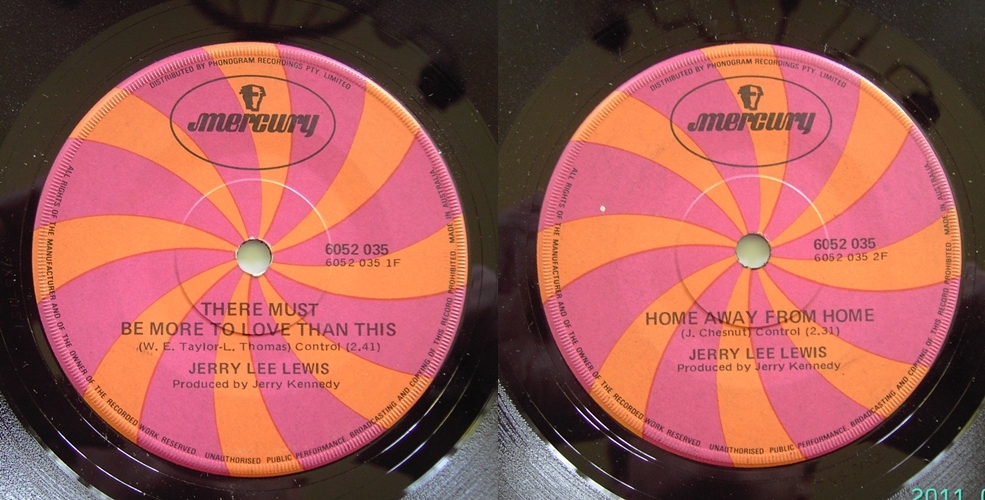 DISTRIBUTED BY PHONOGRAM RECORDINGS PTY. LIMITED
mercury
6052 035
6052 035 1F
THERE MUST
BE MORE TO LOVE THAN THIS
(W. E. Taylor-L. Thomas) Control (2.41)
JERRY LEE LEWIS
Produced by Jerry Kennedy
ALL RIGHTS OF THE MANUFACTURER AND OF THE OWNER OF THE RECORDED WORK RESERVED. UNAUTHORISED PUBLIC PERFORMANCE, BROADCASTING AND COPYING OF THIS RECORD PROHIBITED. MADE IN AUSTRALIA.
DISTRIBUTED BY PHONOGRAM RECORDINGS PTY. LIMITED
mercury
6052 035
6052 035 2F
HOME AWAY FROM HOME
(J. Chesnut) Control (2.31)
JERRY LEE LEWIS
Produced by Jerry Kennedy
ALL RIGHTS OF THE MANUFACTURER AND OF THE OWNER OF THE RECORDED WORK RESERVED. UNAUTHORISED PUBLIC PERFORMANCE, BROADCASTING AND COPYING OF THIS RECORD PROHIBITED. MADE IN AUSTRALIA.
2011